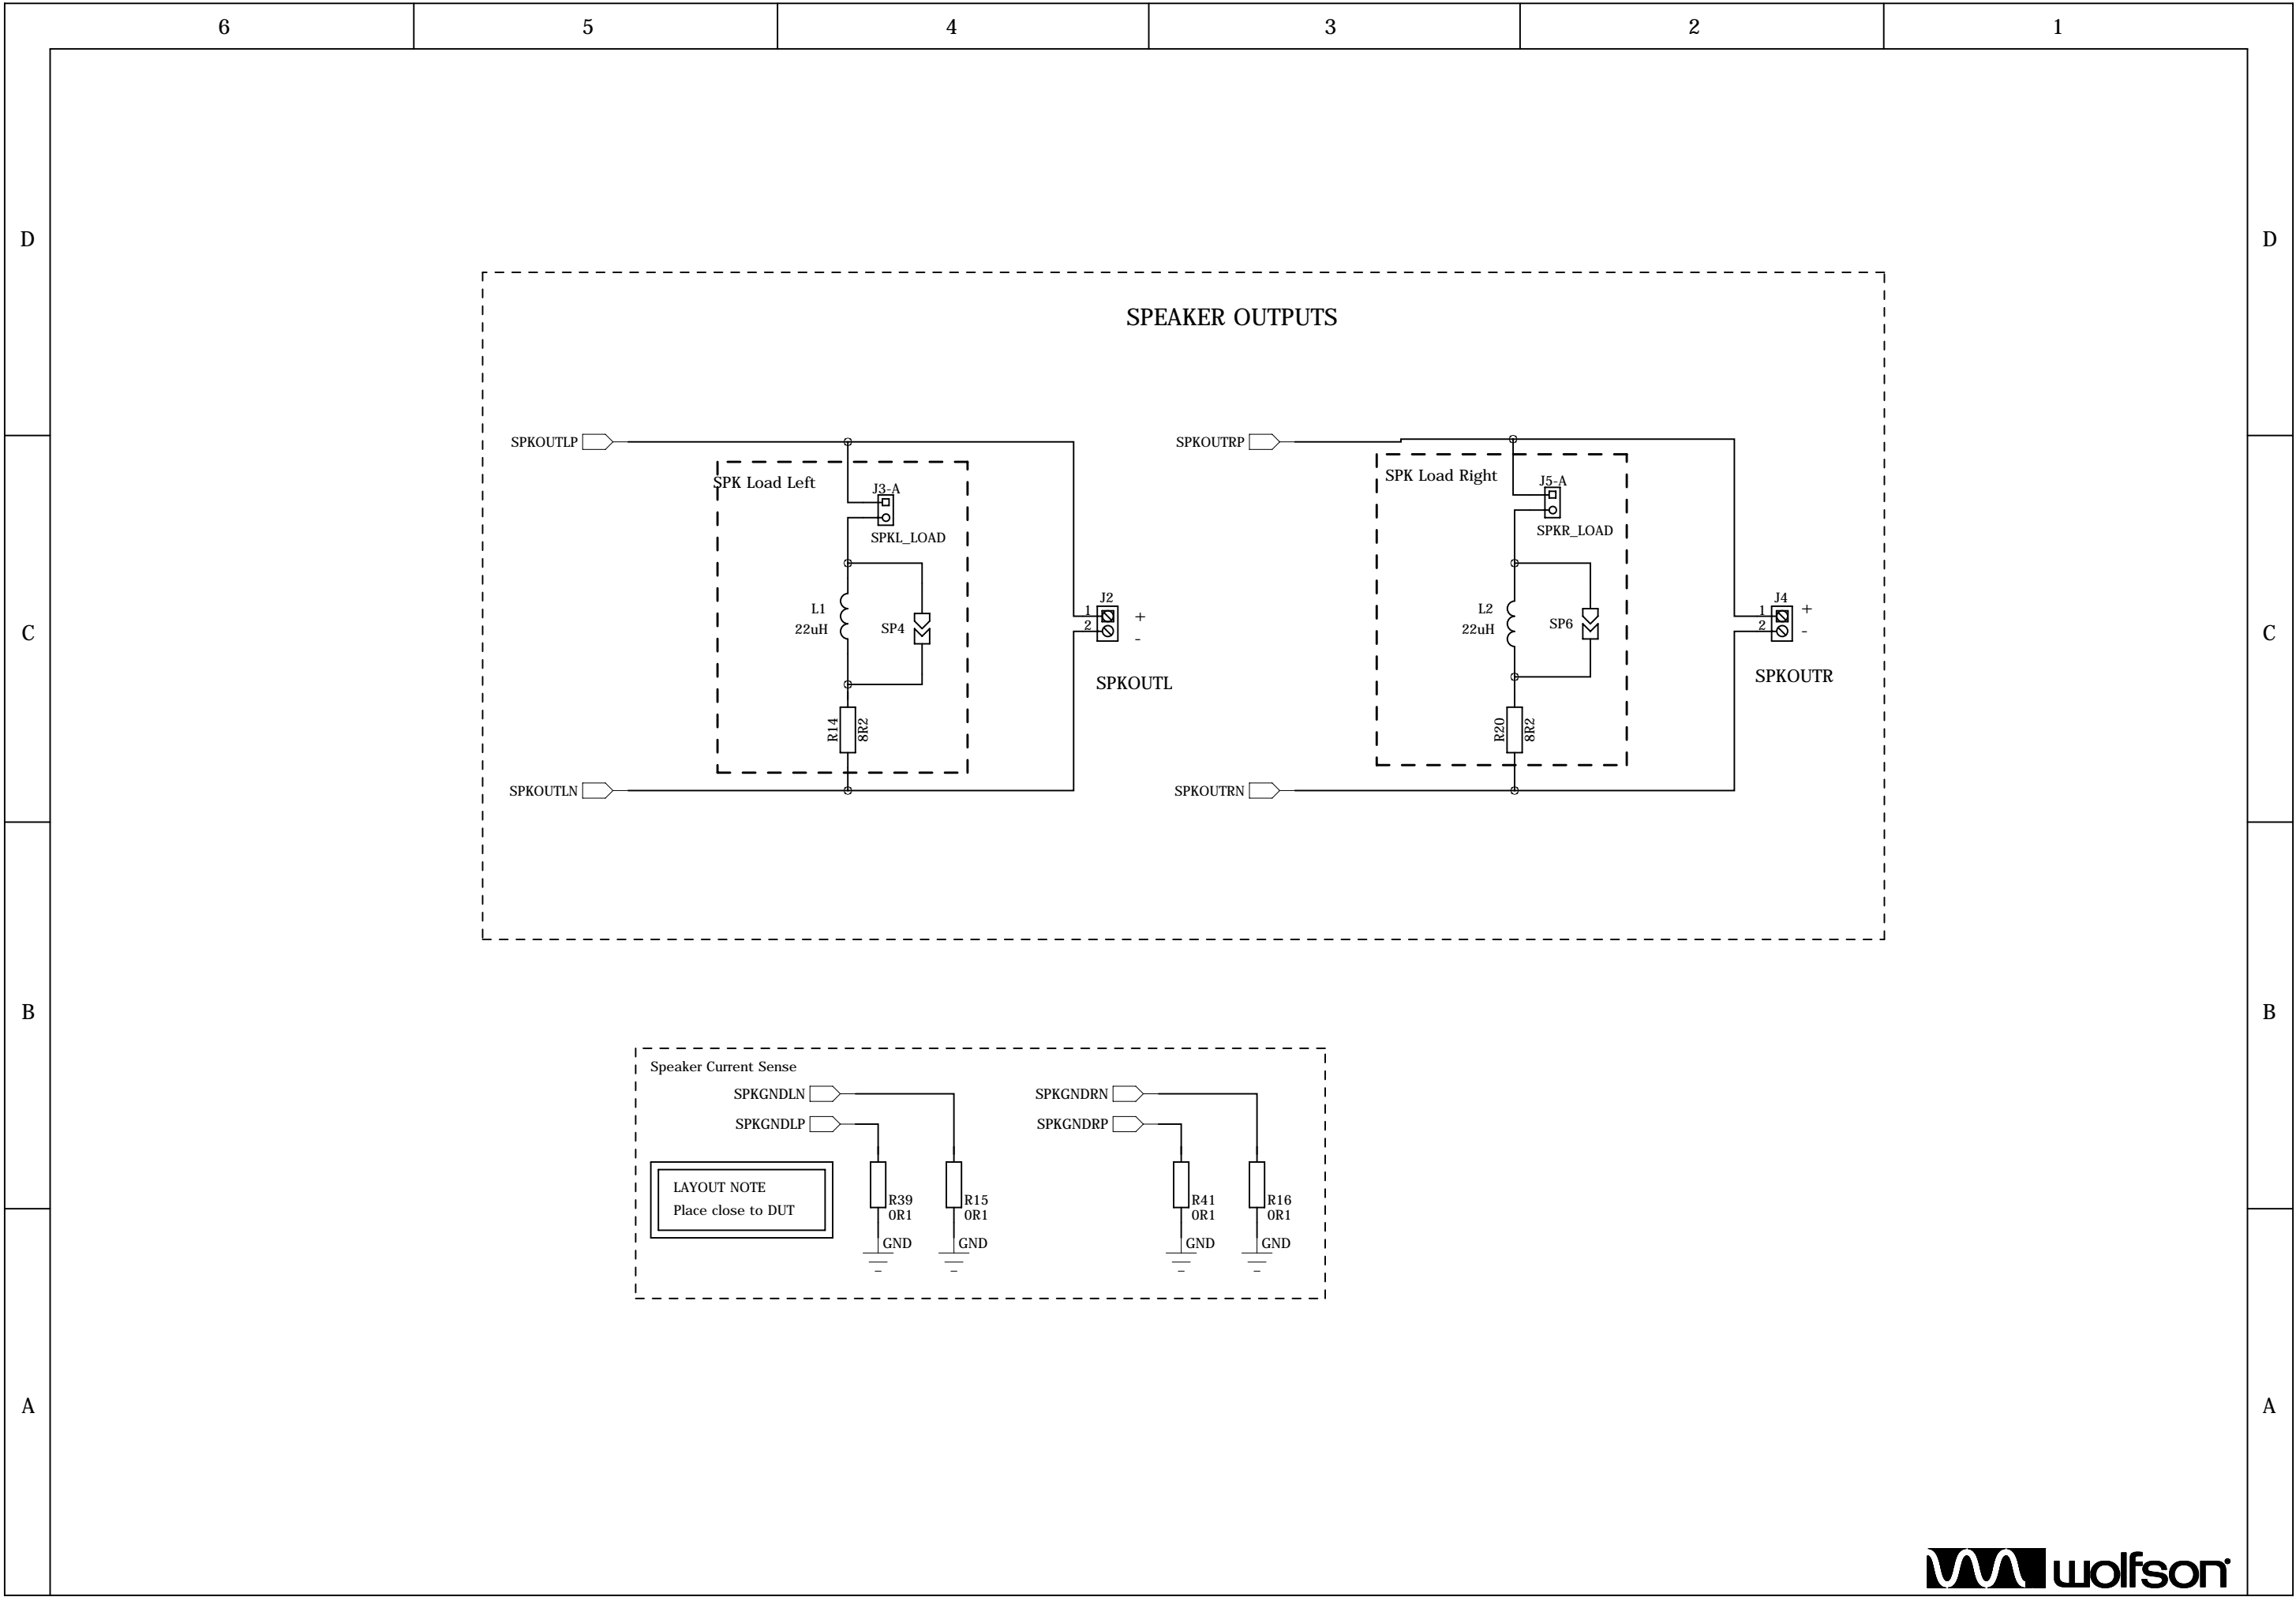 6 5 4 3 2 1
D D
SPEAKER OUTPUTS
SPKOUTLP
SPK Load Left
J3-A
SPKL_LOAD
L1
22uH
SP4
R14
8R2
J2
1
2
+
-
SPKOUTL
SPKOUTLN
SPKOUTRP
SPK Load Right
J5-A
SPKR_LOAD
L2
22uH
SP6
R20
8R2
J4
1
2
+
-
SPKOUTR
SPKOUTRN
C C
B B
Speaker Current Sense
SPKGNDLN
SPKGNDLP
SPKGNDRN
SPKGNDRP
LAYOUT NOTE
Place close to DUT
R39
0R1
GND
R15
0R1
GND
R41
0R1
GND
R16
0R1
GND
A A
wolfson